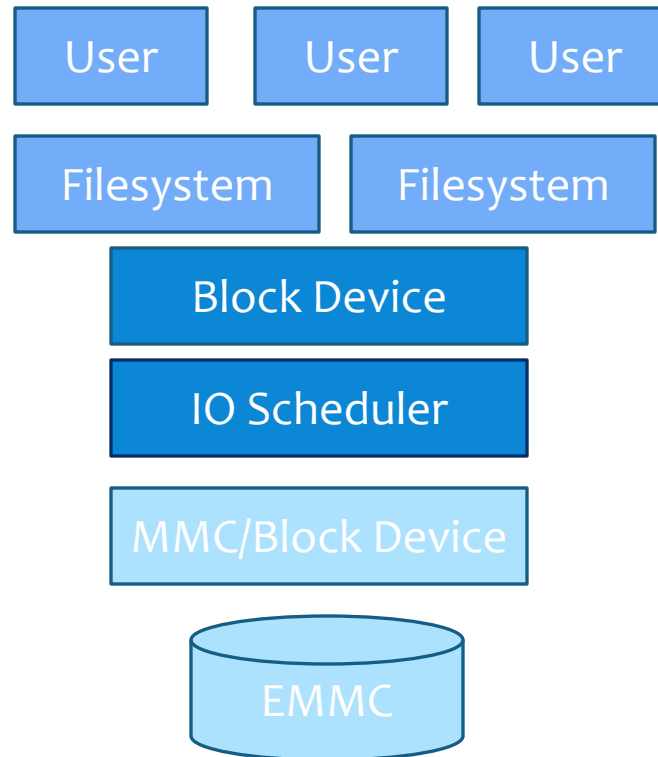 User User User
Filesystem Filesystem
Block Device
IO Scheduler
MMC/Block Device
EMMC